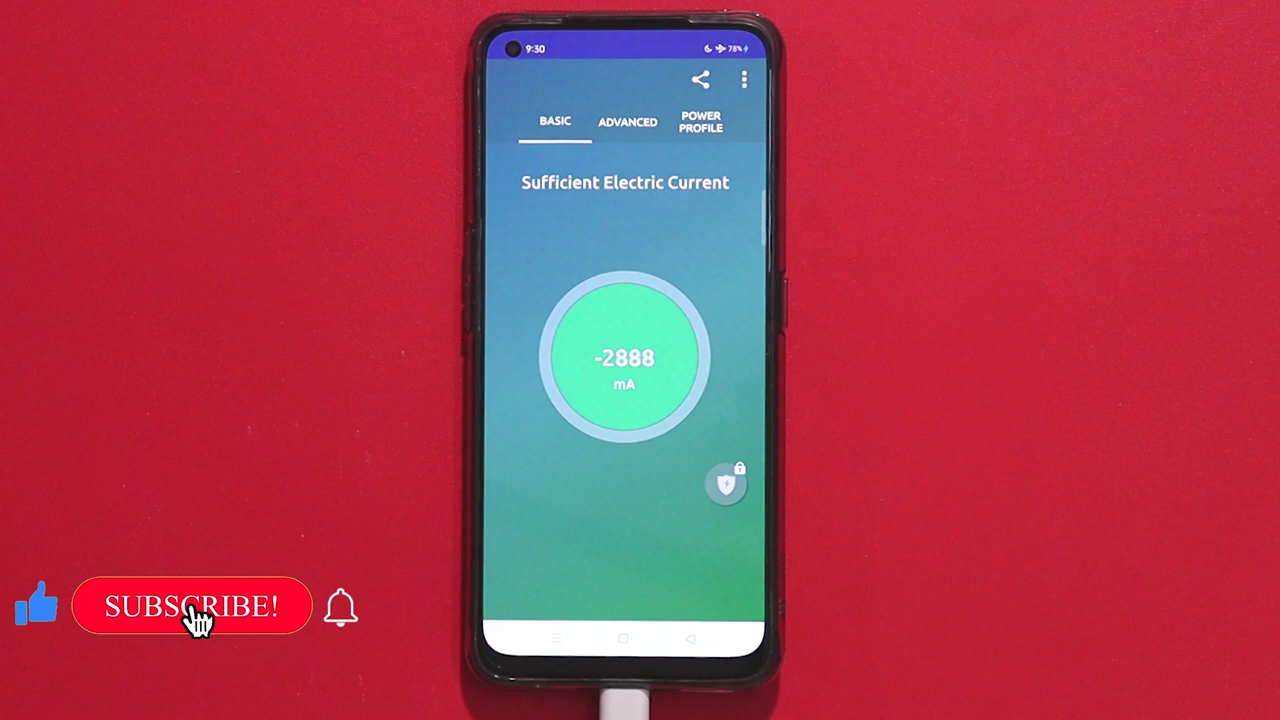 9:30
78%
BASIC
ADVANCED
POWER
PROFILE
Sufficient Electric Current
-2888
mA
SUBSCRIBE!